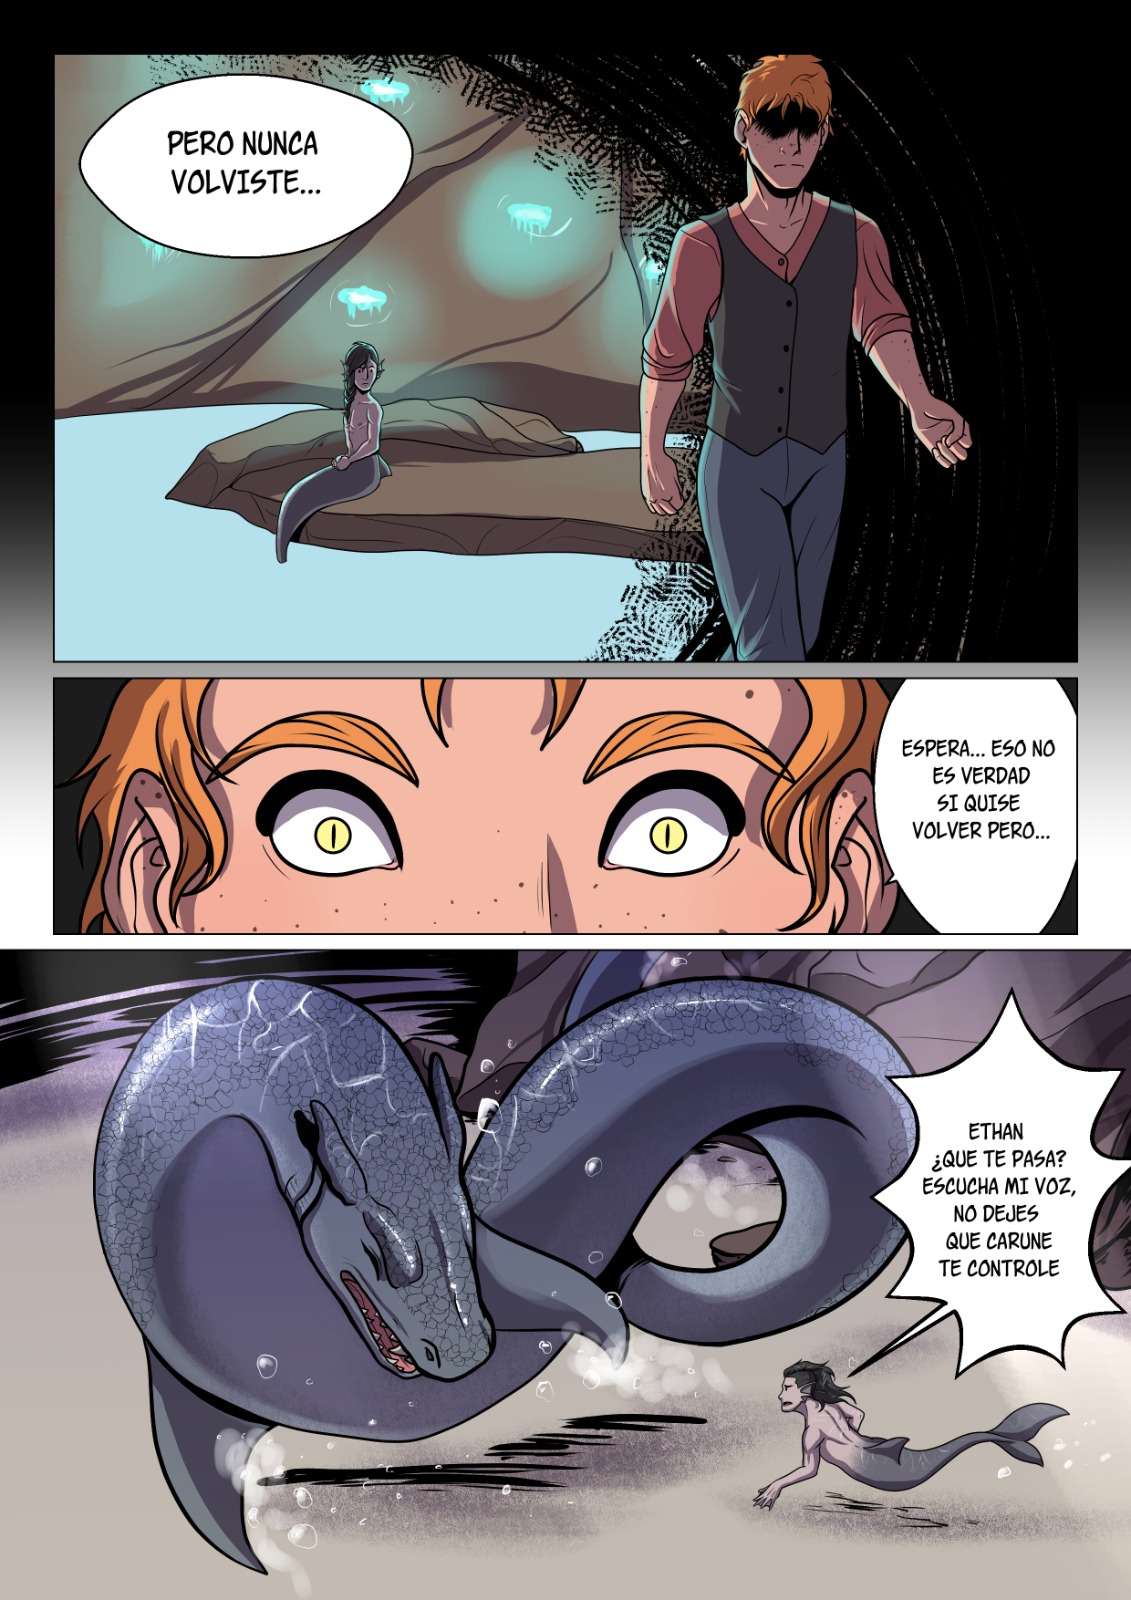 PERO NUNCA
VOLVISTE...
ESPERA... ESO NO
ES VERDAD
SI QUISE
VOLVER PERO...
ETHAN
¿QUE TE PASA?
ESCUCHA MI VOZ,
NO DEJES
QUE CARUNE
TE CONTROLE